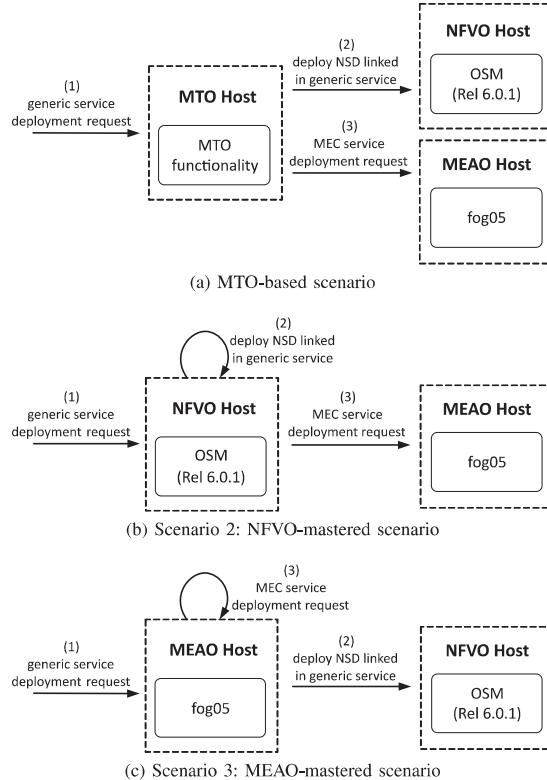 (1)
generic service
deployment request
MTO Host
MTO
functionality
(2)
deploy NSD linked
in generic service
(3)
MEC service
deployment request
NFVO Host
OSM
(Rel 6.0.1)
MEAO Host
fog05
(a) MTO-based scenario
(2)
deploy NSD linked
in generic service
(1)
generic service
deployment request
NFVO Host
OSM
(Rel 6.0.1)
(3)
MEC service
deployment request
MEAO Host
fog05
(b) Scenario 2: NFVO-mastered scenario
(3)
MEC service
deployment request
(1)
generic service
deployment request
MEAO Host
fog05
(2)
deploy NSD linked
in generic service
NFVO Host
OSM
(Rel 6.0.1)
(c) Scenario 3: MEAO-mastered scenario